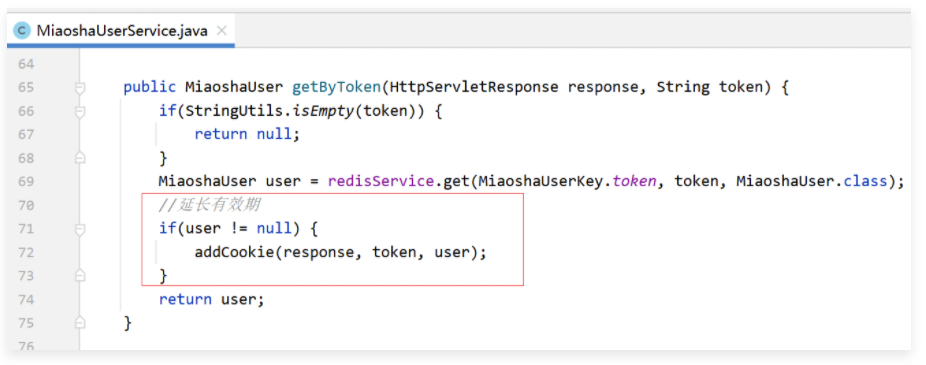 C MiaoshaUserService.java ×
64
65 public MiaoshaUser getByToken(HttpServletResponse response, String token) {
66 if(StringUtils.isEmpty(token)) {
67 return null;
68 }
69 MiaoshaUser user = redisService.get(MiaoshaUserKey.token, token, MiaoshaUser.class);
70 //延长有效期
71 if(user != null) {
72 addCookie(response, token, user);
73 }
74 return user;
75 }
76